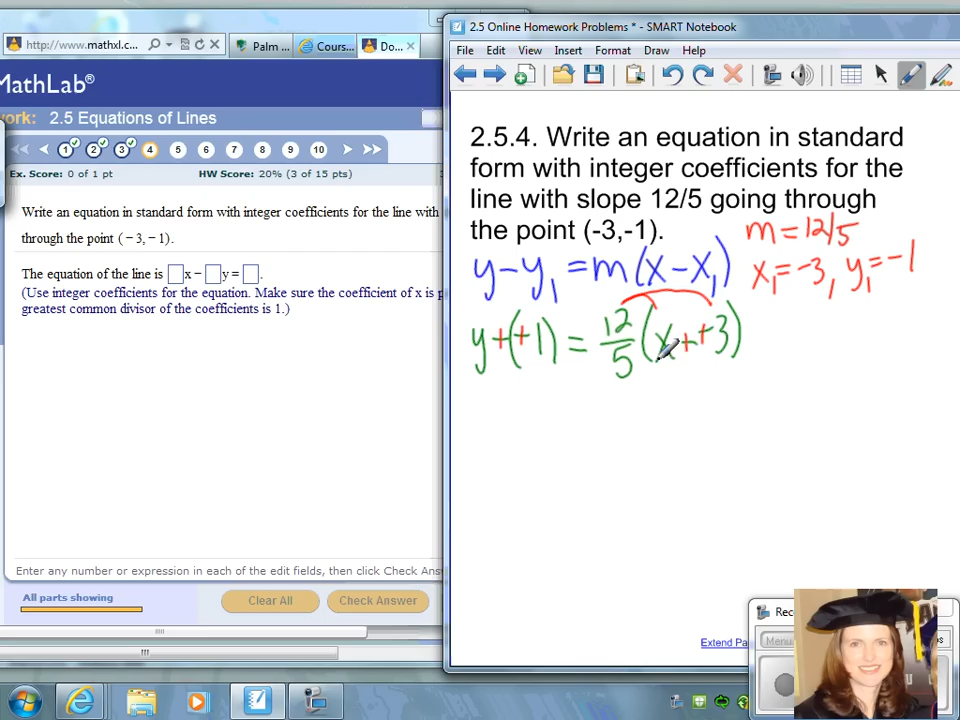 2.5 Online Homework Problems * - SMART Notebook
http://www.mathxl.c...
Palm ...
Cours...
Do...
File Edit View Insert Format Draw Help
MathLab®
work: 2.5 Equations of Lines
1 2 3 4 5 6 7 8 9 10
Ex. Score: 0 of 1 pt HW Score: 20% (3 of 15 pts)
Write an equation in standard form with integer coefficients for the line with
through the point (−3,−1).
The equation of the line is x− y= .
(Use integer coefficients for the equation. Make sure the coefficient of x is p
greatest common divisor of the coefficients is 1.)
Enter any number or expression in each of the edit fields, then click Check Ans
All parts showing
Clear All
Check Answer
2.5.4. Write an equation in standard
form with integer coefficients for the
line with slope 12/5 going through
the point (-3,-1).
m = 12/5
y−y₁ = m(x−x₁)
x₁ = −3, y₁ = −1
y+(+1) = 12/5 (x++3)
Extend Pa
Rec
Menu